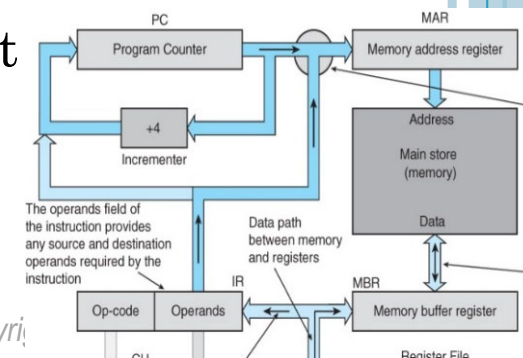 t
PC
MAR
Program Counter
Memory address register
+4
Incrementer
Address
Main store
(memory)
Data
The operands field of
the instruction provides
any source and destination
operands required by the
instruction
Data path
between memory
and registers
IR
MBR
Op-code
Operands
Memory buffer register
Register File
CU